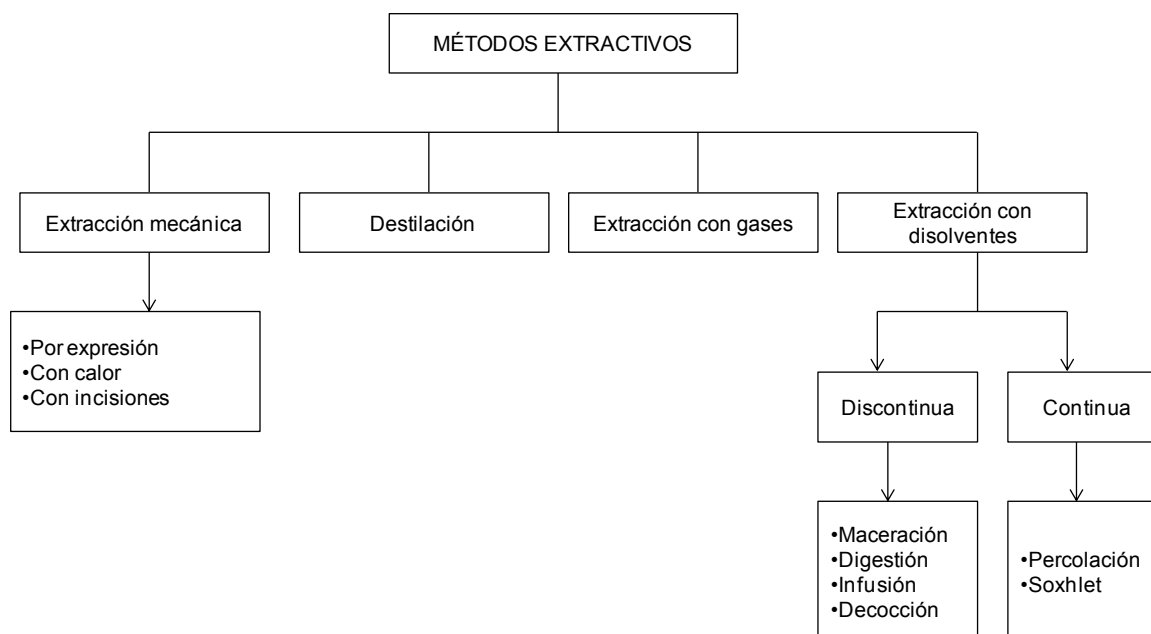 MÉTODOS EXTRACTIVOS
Extracción mecánica
Destilación
Extracción con gases
Extracción con
disolventes
•Por expresión
•Con calor
•Con incisiones
Discontinua
Continua
•Maceración
•Digestión
•Infusión
•Decocción
•Percolación
•Soxhlet